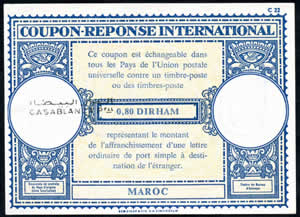 C 22
COUPON-REPONSE INTERNATIONAL
Ce coupon est échangeable dans
tous les Pays de l'Union postale
universelle contre un timbre-poste
ou des timbres-poste.
البيضاء
CASABLAN
0,80 DIRHAM
représentant le montant
de l'affranchissement d'une lettre
ordinaire de port simple à desti-
nation de l'étranger.
MAROC